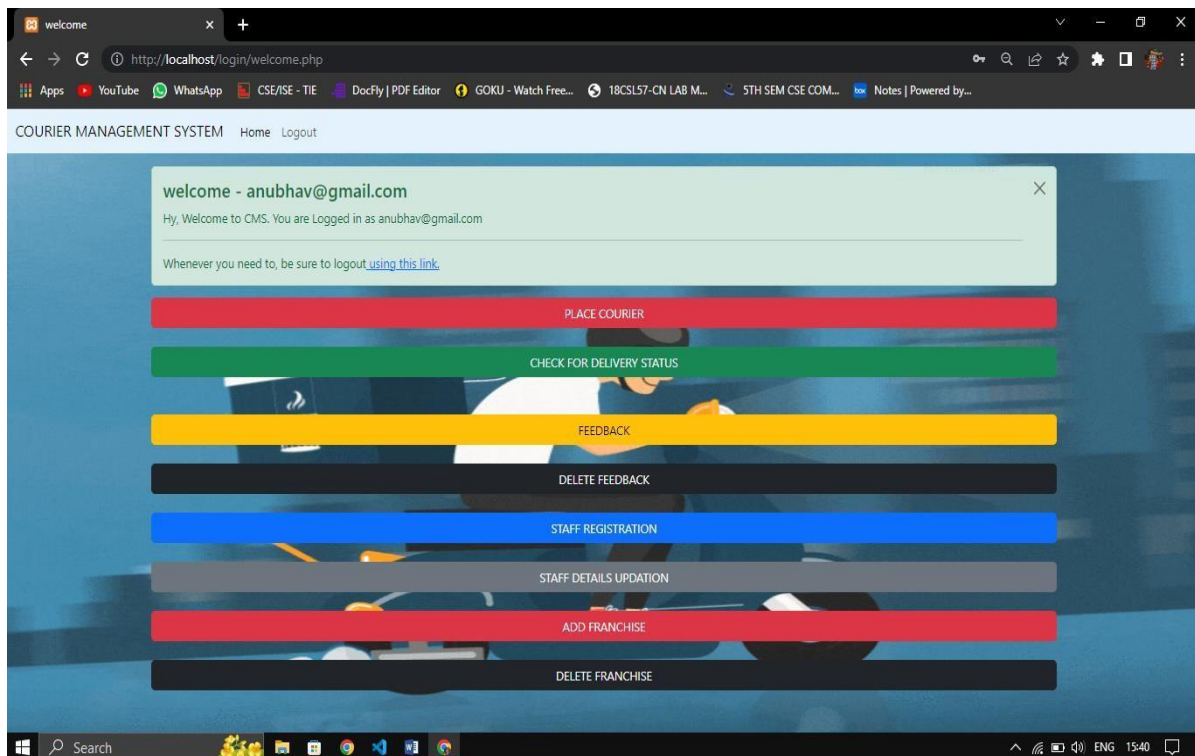 welcome
http://localhost/login/welcome.php
Apps YouTube WhatsApp CSE/ISE - TIE DocFly | PDF Editor GOKU - Watch Free... 18CSL57-CN LAB M... 5TH SEM CSE COM... box Notes | Powered by...
COURIER MANAGEMENT SYSTEM Home Logout
welcome - anubhav@gmail.com
Hy, Welcome to CMS. You are Logged in as anubhav@gmail.com
Whenever you need to, be sure to logout using this link.
PLACE COURIER
CHECK FOR DELIVERY STATUS
FEEDBACK
DELETE FEEDBACK
STAFF REGISTRATION
STAFF DETAILS UPDATION
ADD FRANCHISE
DELETE FRANCHISE
Search ENG 15:40